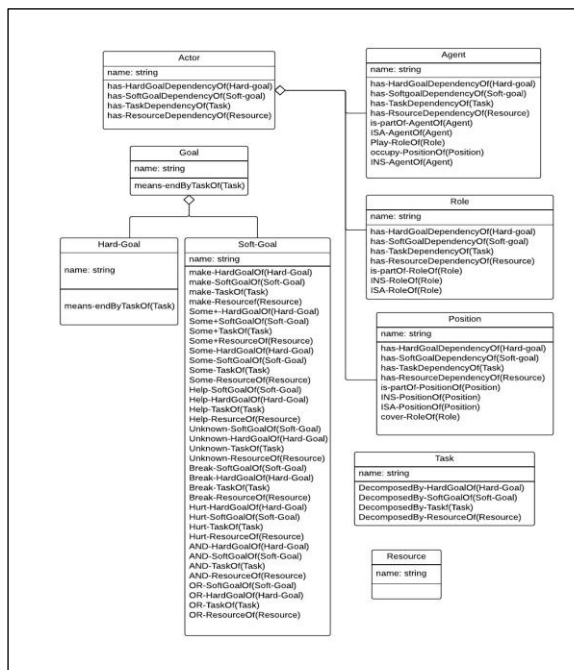 Actor
name: string
has-HardGoalDependencyOf(Hard-goal)
has-SoftGoalDependencyOf(Soft-goal)
has-TaskDependencyOf(Task)
has-ResourceDependencyOf(Resource)
Agent
name: string
has-HardGoalDependencyOf(Hard-goal)
has-SoftgoalDependencyOf(Soft-goal)
has-TaskDependencyOf(Task)
has-RsourceDependencyOf(Resource)
is-partOf-AgentOf(Agent)
ISA-AgentOf(Agent)
Play-RoleOf(Role)
occupy-PositionOf(Position)
INS-AgentOf(Agent)
Goal
name: string
means-endByTaskOf(Task)
Hard-Goal
name: string
means-endByTaskOf(Task)
Soft-Goal
name: string
make-HardGoalOf(Hard-Goal)
make-SoftGoalOf(Soft-Goal)
make-TaskOf(Task)
make-Resourcef(Resource)
Some+-HardGoalOf(Hard-Goal)
Some+SoftGoalOf(Soft-Goal)
Some+TaskOf(Task)
Some+ResourceOf(Resource)
Some-HardGoalOf(Hard-Goal)
Some-SoftGoalOf(Soft-Goal)
Some-TaskOf(Task)
Some-ResourceOf(Resource)
Help-SoftGoalOf(Soft-Goal)
Help-HardGoalOf(Hard-Goal)
Help-TaskOf(Task)
Help-ResurceOf(Resource)
Unknown-SoftGoalOf(Soft-Goal)
Unknown-HardGoalOf(Hard-Goal)
Unknown-TaskOf(Task)
Unknown-ResourceOf(Resource)
Break-SoftGoalOf(Soft-Goal)
Break-HardGoalOf(Hard-Goal)
Break-TaskOf(Task)
Break-ResourceOf(Resource)
Hurt-HardGoalOf(Hard-Goal)
Hurt-SoftGoalOf(Soft-Goal)
Hurt-TaskOf(Task)
Hurt-ResourceOf(Resource)
AND-HardGoalOf(Hard-Goal)
AND-SoftGoalOf(Soft-Goal)
AND-TaskOf(Task)
AND-ResourceOf(Resource)
OR-SoftGoalOf(Soft-Goal)
OR-HardGoalOf(Hard-Goal)
OR-TaskOf(Task)
OR-ResourceOf(Resource)
Role
name: string
has-HardGoalDependencyOf(Hard-goal)
has-SoftGoalDependencyOf(Soft-goal)
has-TaskDependencyOf(Task)
has-ResourceDependencyOf(Resource)
is-partOf-RoleOf(Role)
INS-RoleOf(Role)
ISA-RoleOf(Role)
Position
name: string
has-HardGoalDependencyOf(Hard-goal)
has-SoftGoalDependencyOf(Soft-goal)
has-TaskDependencyOf(Task)
has-ResourceDependencyOf(Resource)
is-part-PositionOf(Position)
INS-PositionOf(Position)
ISA-PositionOf(Position)
cover-RoleOf(Role)
Task
name: string
DecomposedBy-HardGoalOf(Hard-Goal)
DecomposedBy-SoftGoalOf(Soft-Goal)
DecomposedBy-Taskf(Task)
DecomposedBy-ResourceOf(Resource)
Resource
name: string